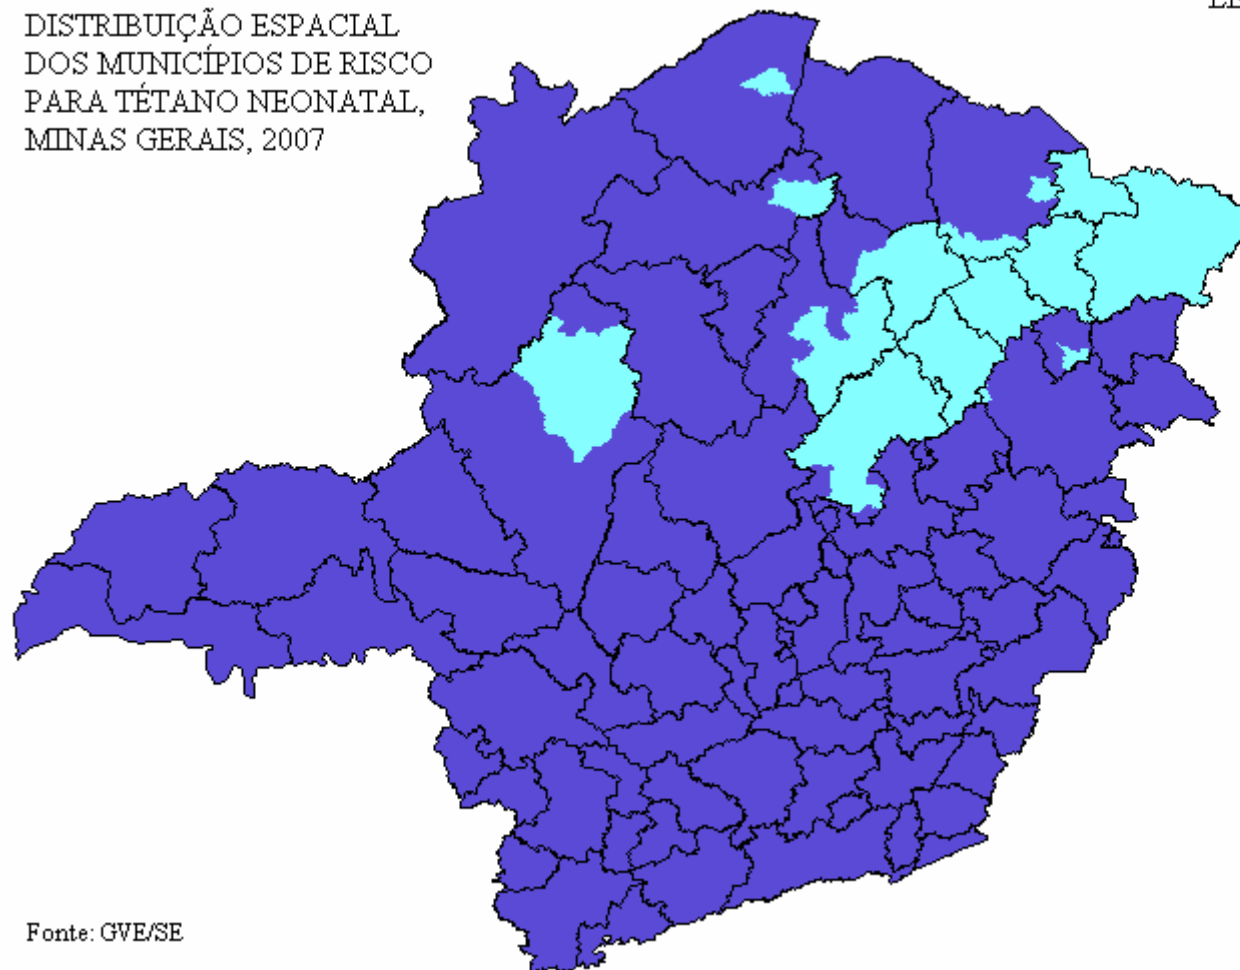 DISTRIBUIÇÃO ESPACIAL
DOS MUNICÍPIOS DE RISCO
PARA TÉTANO NEONATAL,
MINAS GERAIS, 2007
Fonte: GVE/SE